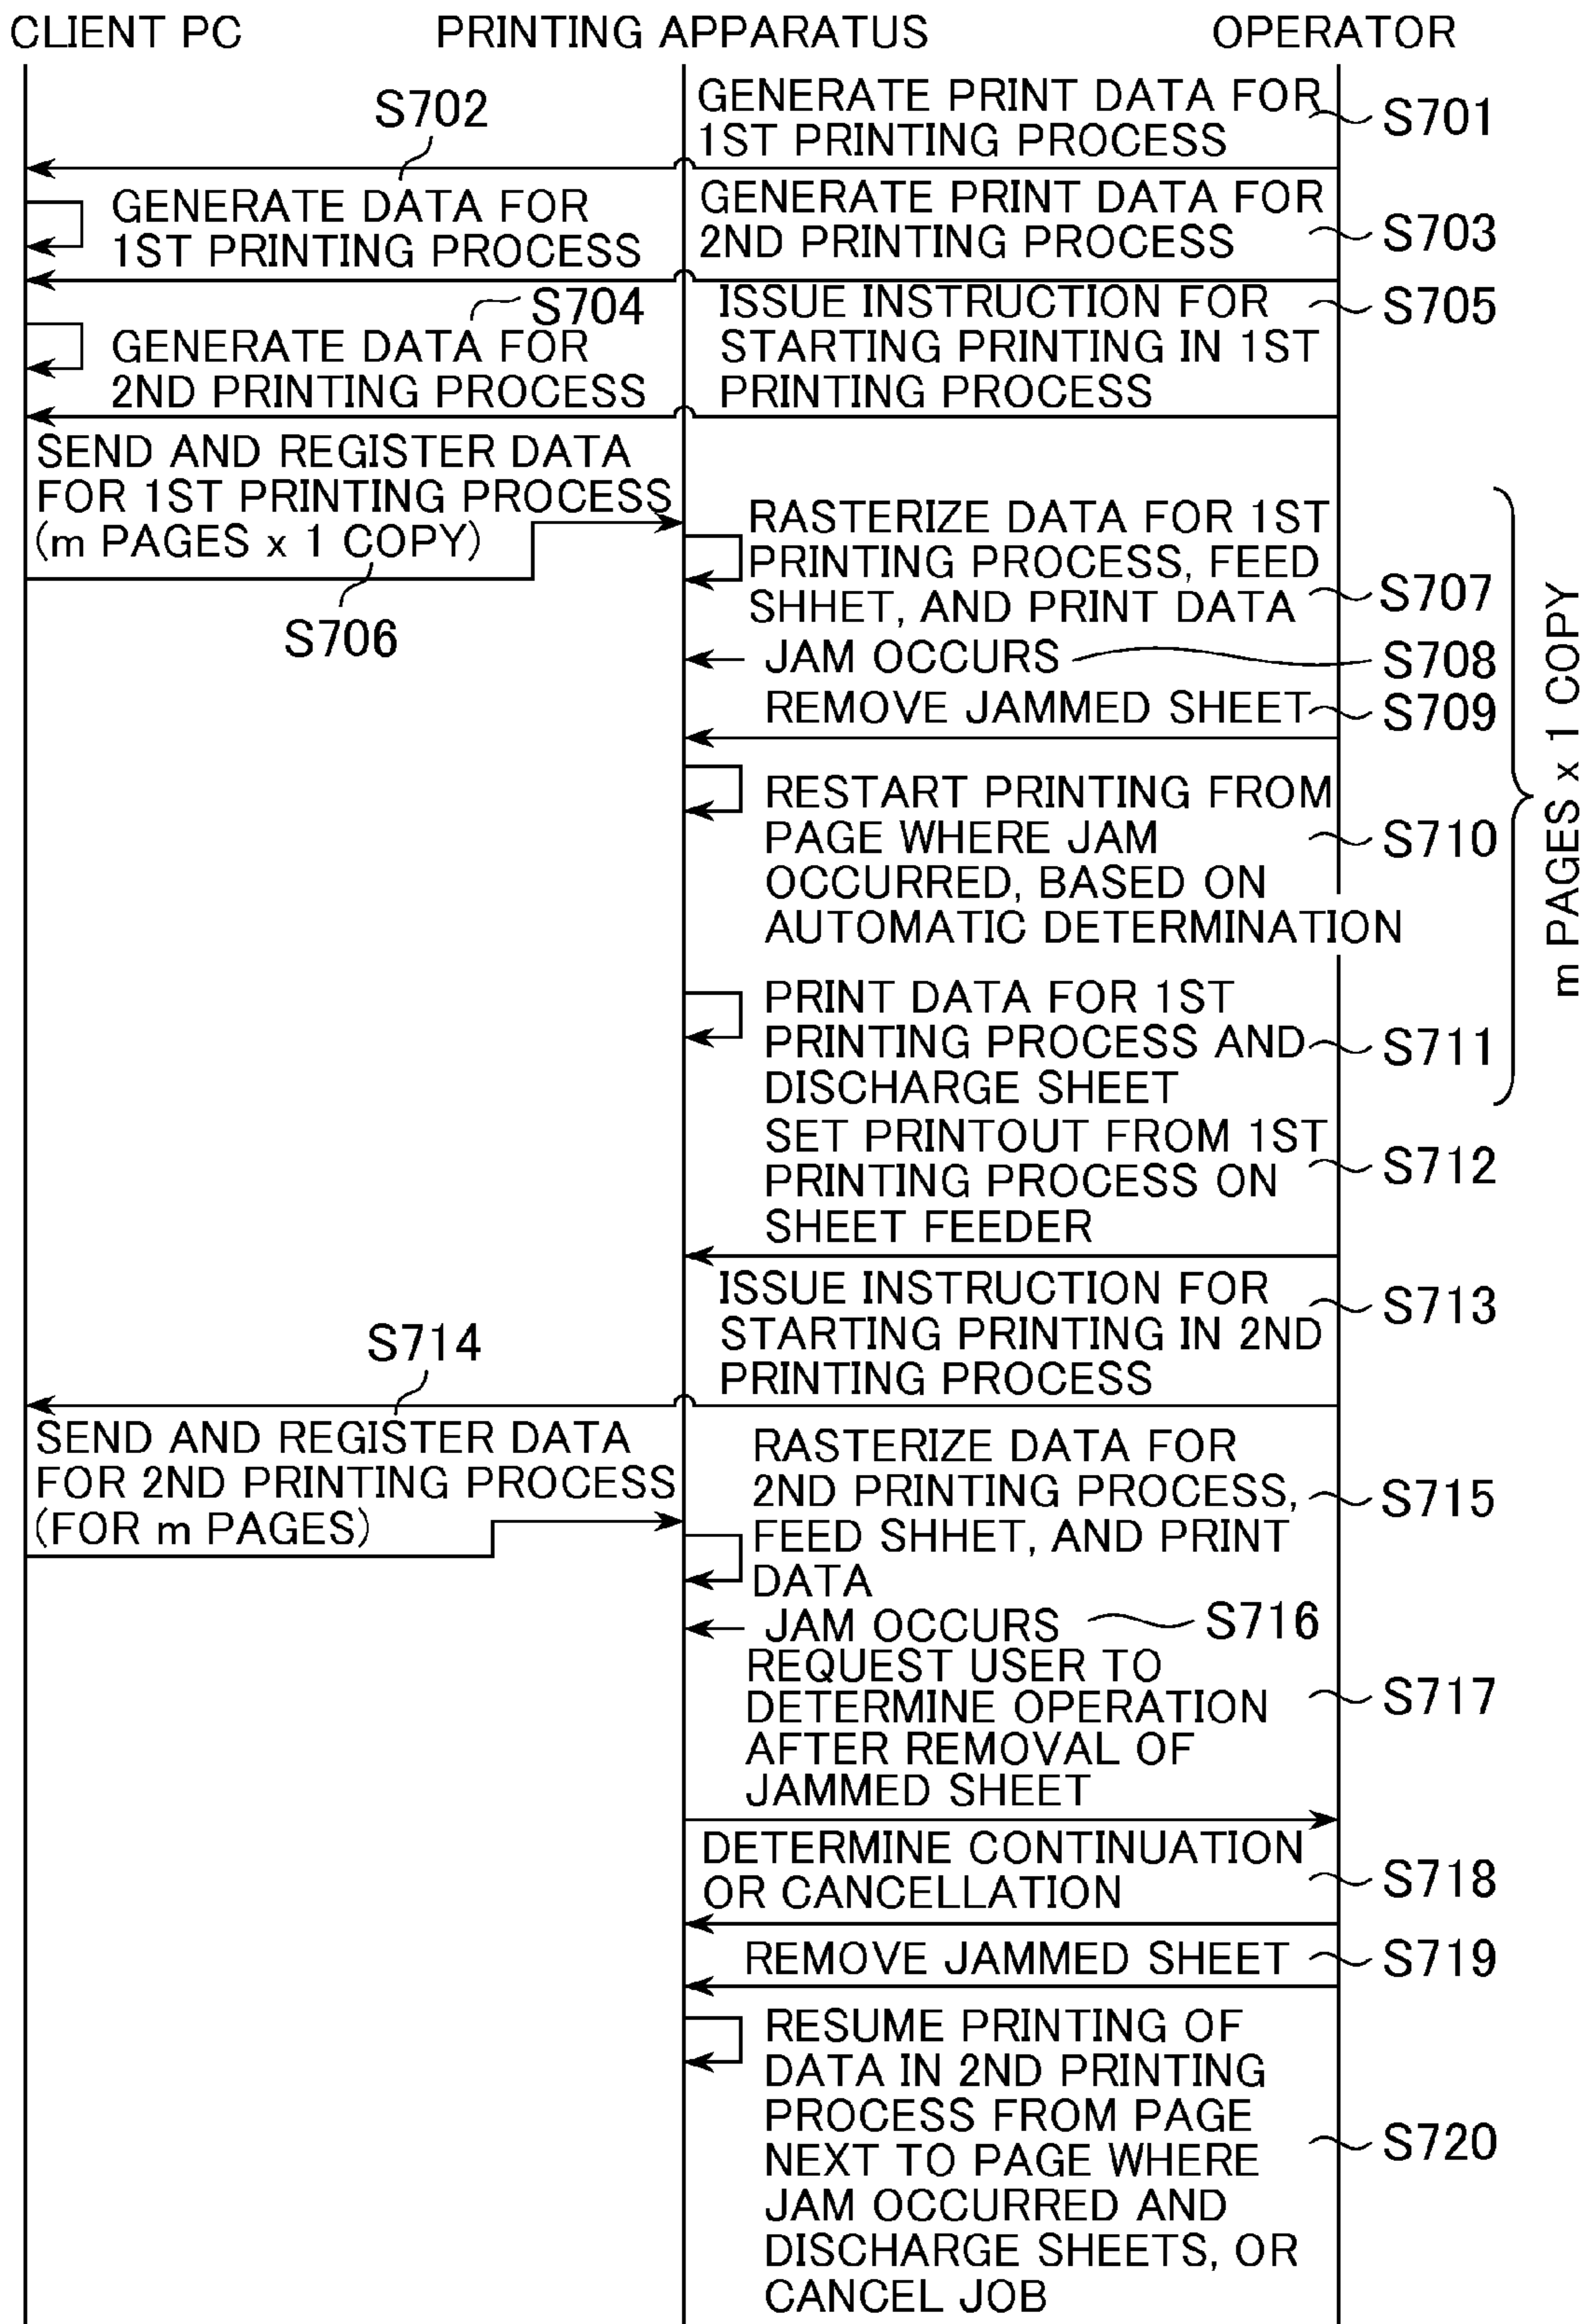 CLIENT PC
PRINTING APPARATUS
OPERATOR
GENERATE PRINT DATA FOR
1ST PRINTING PROCESS
S701
S702
GENERATE DATA FOR
1ST PRINTING PROCESS
GENERATE PRINT DATA FOR
2ND PRINTING PROCESS
S703
S704
GENERATE DATA FOR
2ND PRINTING PROCESS
ISSUE INSTRUCTION FOR
STARTING PRINTING IN 1ST
PRINTING PROCESS
S705
SEND AND REGISTER DATA
FOR 1ST PRINTING PROCESS
(m PAGES x 1 COPY)
S706
RASTERIZE DATA FOR 1ST
PRINTING PROCESS, FEED
SHHET, AND PRINT DATA
S707
JAM OCCURS
S708
REMOVE JAMMED SHEET
S709
RESTART PRINTING FROM
PAGE WHERE JAM
OCCURRED, BASED ON
AUTOMATIC DETERMINATION
S710
PRINT DATA FOR 1ST
PRINTING PROCESS AND
DISCHARGE SHEET
S711
m PAGES x 1 COPY
SET PRINTOUT FROM 1ST
PRINTING PROCESS ON
SHEET FEEDER
S712
ISSUE INSTRUCTION FOR
STARTING PRINTING IN 2ND
PRINTING PROCESS
S713
S714
SEND AND REGISTER DATA
FOR 2ND PRINTING PROCESS
(FOR m PAGES)
RASTERIZE DATA FOR
2ND PRINTING PROCESS,
FEED SHHET, AND PRINT
DATA
S715
JAM OCCURS
S716
REQUEST USER TO
DETERMINE OPERATION
AFTER REMOVAL OF
JAMMED SHEET
S717
DETERMINE CONTINUATION
OR CANCELLATION
S718
REMOVE JAMMED SHEET
S719
RESUME PRINTING OF
DATA IN 2ND PRINTING
PROCESS FROM PAGE
NEXT TO PAGE WHERE
JAM OCCURRED AND
DISCHARGE SHEETS, OR
CANCEL JOB
S720